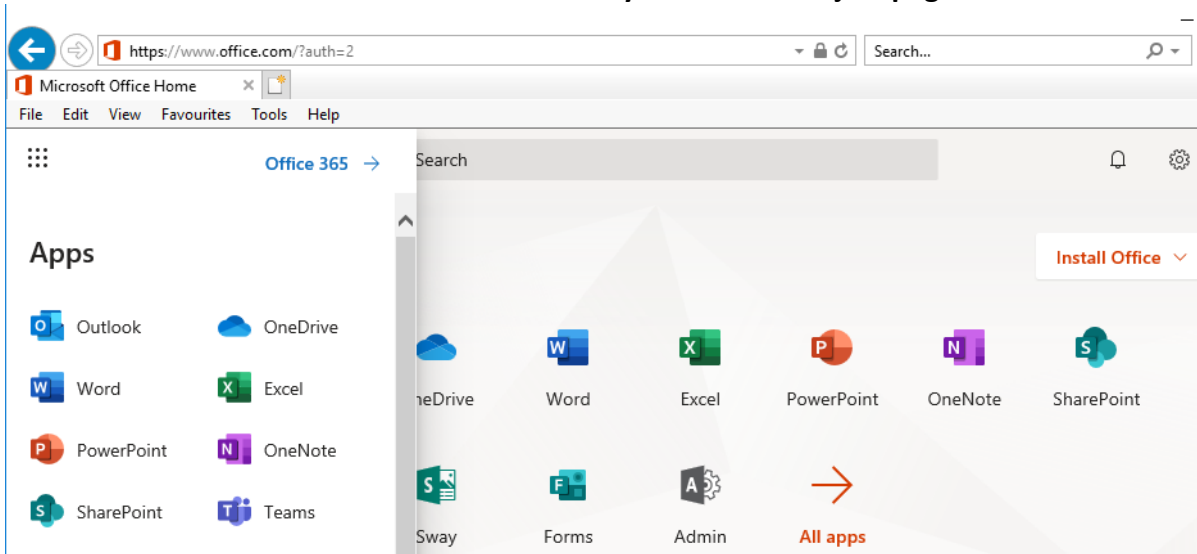 https://www.office.com/?auth=2
Search...
Microsoft Office Home
File Edit View Favourites Tools Help
Office 365 →
Search
Apps
Install Office
Outlook OneDrive
Word Excel
PowerPoint OneNote
SharePoint Teams
neDrive Word Excel PowerPoint OneNote SharePoint
Sway Forms Admin All apps